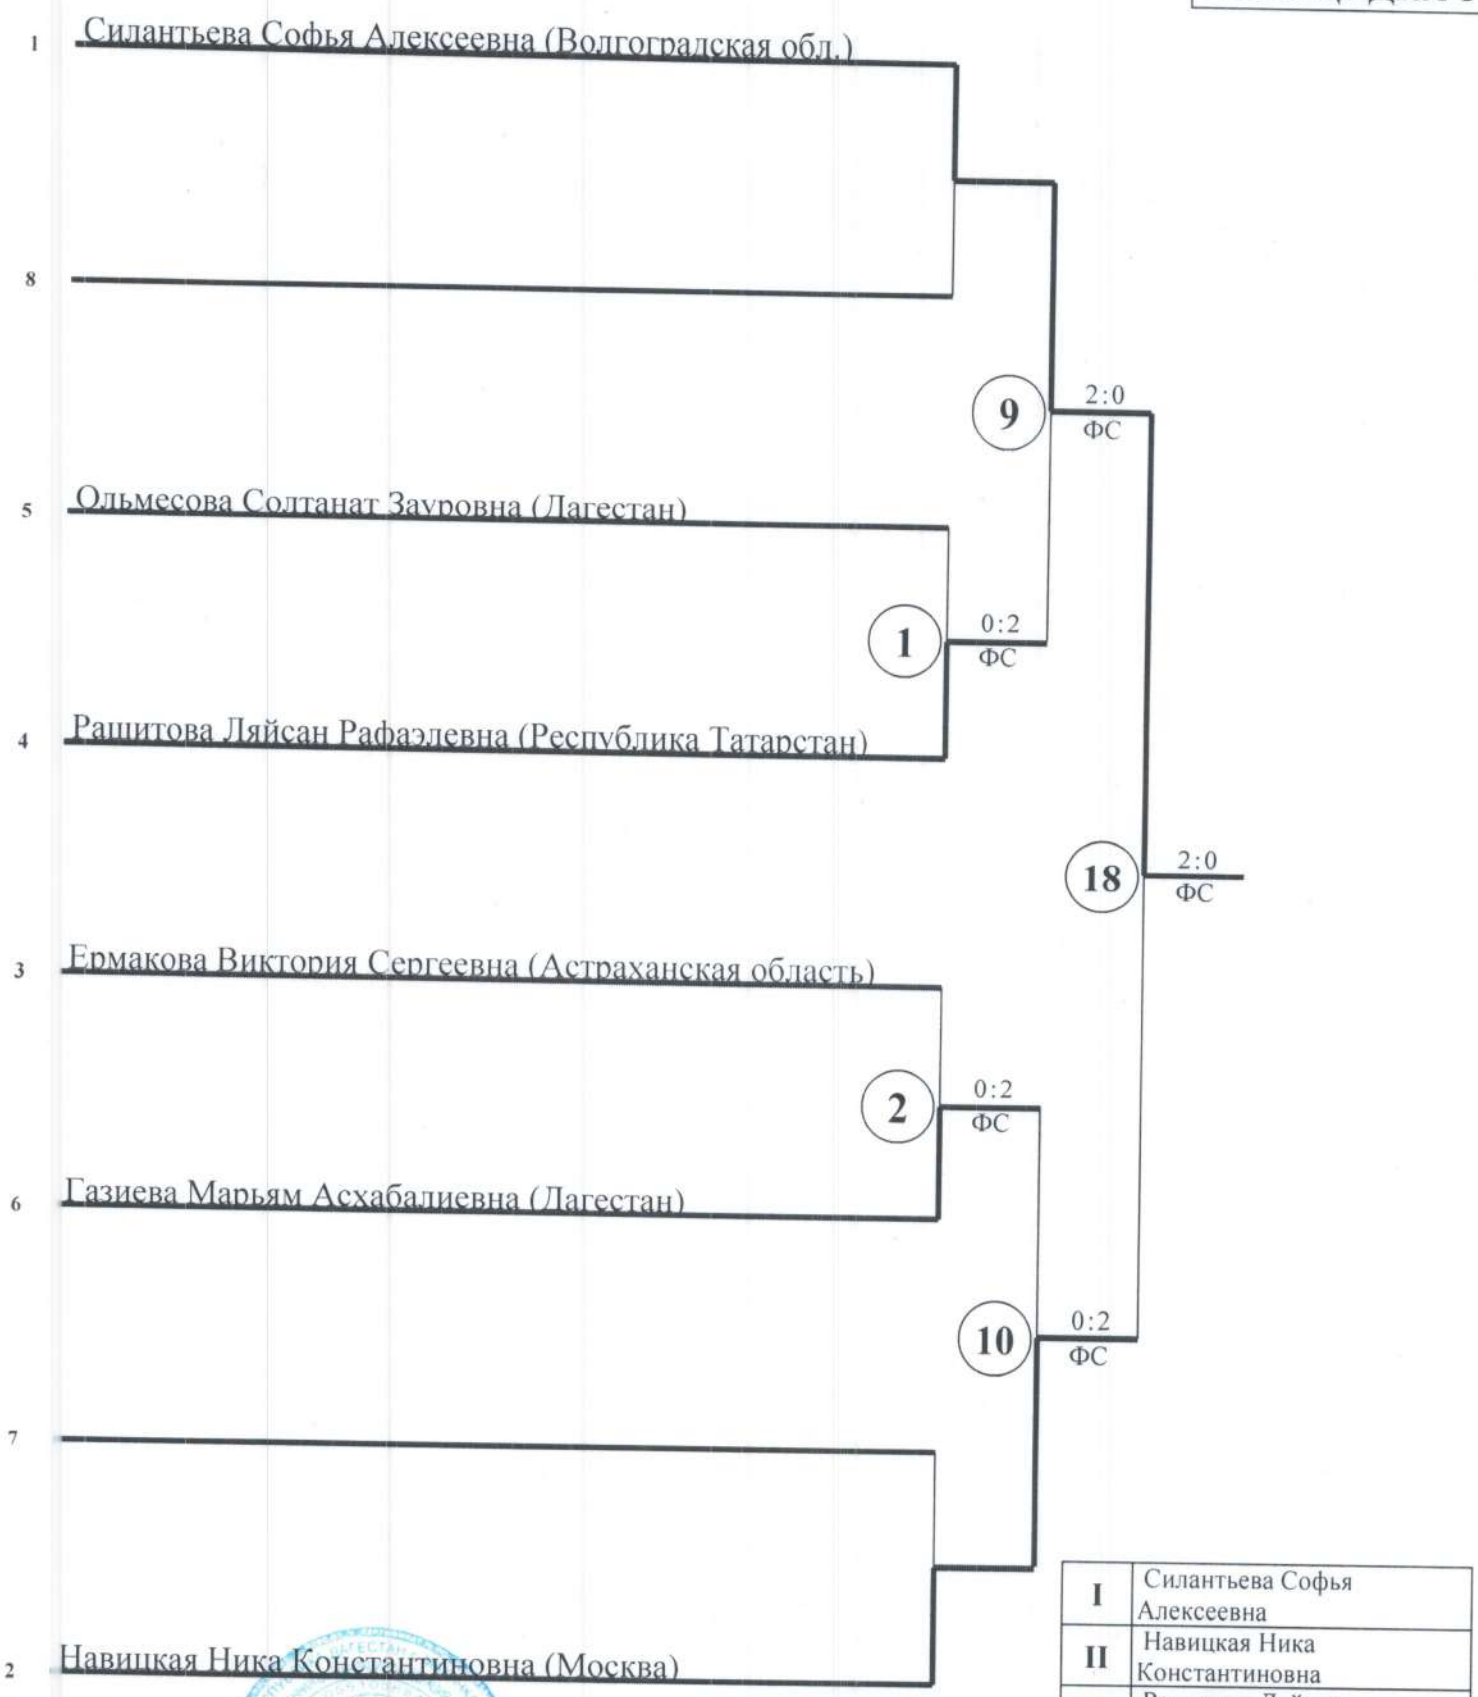 1 Силантьева Софья Алексеевна (Волгоградская обл.)
8
9 2:0
ФС
5 Ольмесова Солтанат Зауровна (Дагестан)
1 0:2
ФС
4 Рашитова Ляйсан Рафаэлевна (Республика Татарстан)
18 2:0
ФС
3 Ермакова Виктория Сергеевна (Астраханская область)
2 0:2
ФС
6 Газиева Марьям Асхабалиевна (Дагестан)
10 0:2
ФС
7
I Силантьева Софья
Алексеевна
2 Навицкая Ника Константиновна (Москва)
II Навицкая Ника
Константиновна